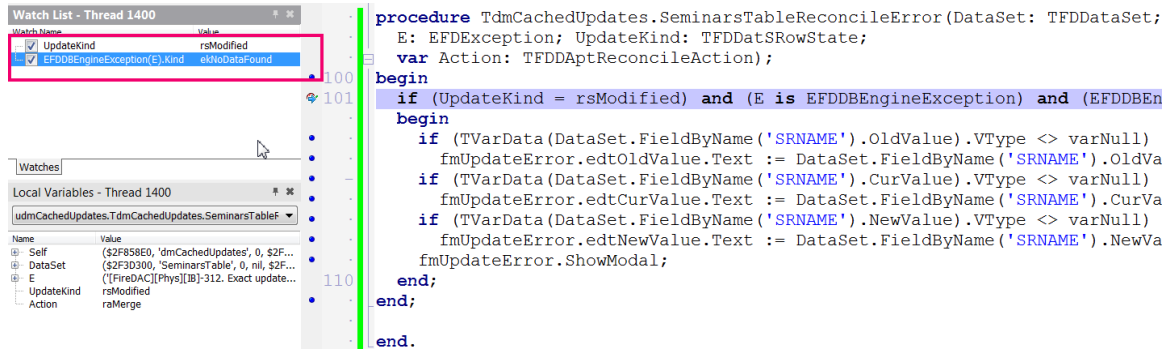 Watch List - Thread 1400
Watch Name Value
UpdateKind rsModified
EFDDBEngineException(E).Kind ekNoDataFound
Watches
Local Variables - Thread 1400
udmCachedUpdates.TdmCachedUpdates.SeminarsTableF
Name Value
Self ($2F858E0, 'dmCachedUpdates', 0, $2F...
DataSet ($2F3D300, 'SeminarsTable', 0, nil, $2F...
E ('[FireDAC][Phys][IB]-312. Exact update...
UpdateKind rsModified
Action raMerge
procedure TdmCachedUpdates.SeminarsTableReconcileError(DataSet: TFDDataSet;
E: EFDException; UpdateKind: TFDDatSRowState;
var Action: TFDDAptReconcileAction);
100 begin
101 if (UpdateKind = rsModified) and (E is EFDDBEngineException) and (EFDDBEn
begin
if (TVarData(DataSet.FieldByName('SRNAME').OldValue).VType <> varNull)
fmUpdateError.edtOldValue.Text := DataSet.FieldByName('SRNAME').OldVa
if (TVarData(DataSet.FieldByName('SRNAME').CurValue).VType <> varNull)
fmUpdateError.edtCurValue.Text := DataSet.FieldByName('SRNAME').CurVa
if (TVarData(DataSet.FieldByName('SRNAME').NewValue).VType <> varNull)
fmUpdateError.edtNewValue.Text := DataSet.FieldByName('SRNAME').NewVa
fmUpdateError.ShowModal;
110 end;
end;
end.